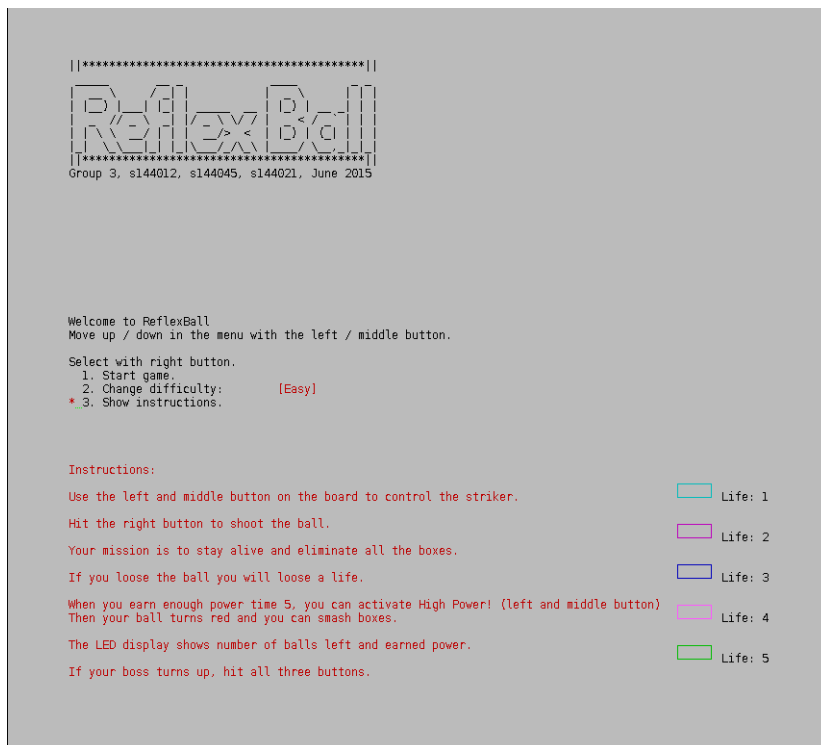 ||******************************************||
ReflexBall
||******************************************||
Group 3, s144012, s144045, s144021, June 2015
Welcome to ReflexBall
Move up / down in the menu with the left / middle button.
Select with right button.
1. Start game.
2. Change difficulty: [Easy]
* 3. Show instructions.
Instructions:
Use the left and middle button on the board to control the striker.
Hit the right button to shoot the ball.
Your mission is to stay alive and eliminate all the boxes.
If you loose the ball you will loose a life.
When you earn enough power time 5, you can activate High Power! (left and middle button)
Then your ball turns red and you can smash boxes.
The LED display shows number of balls left and earned power.
If your boss turns up, hit all three buttons.
Life: 1
Life: 2
Life: 3
Life: 4
Life: 5